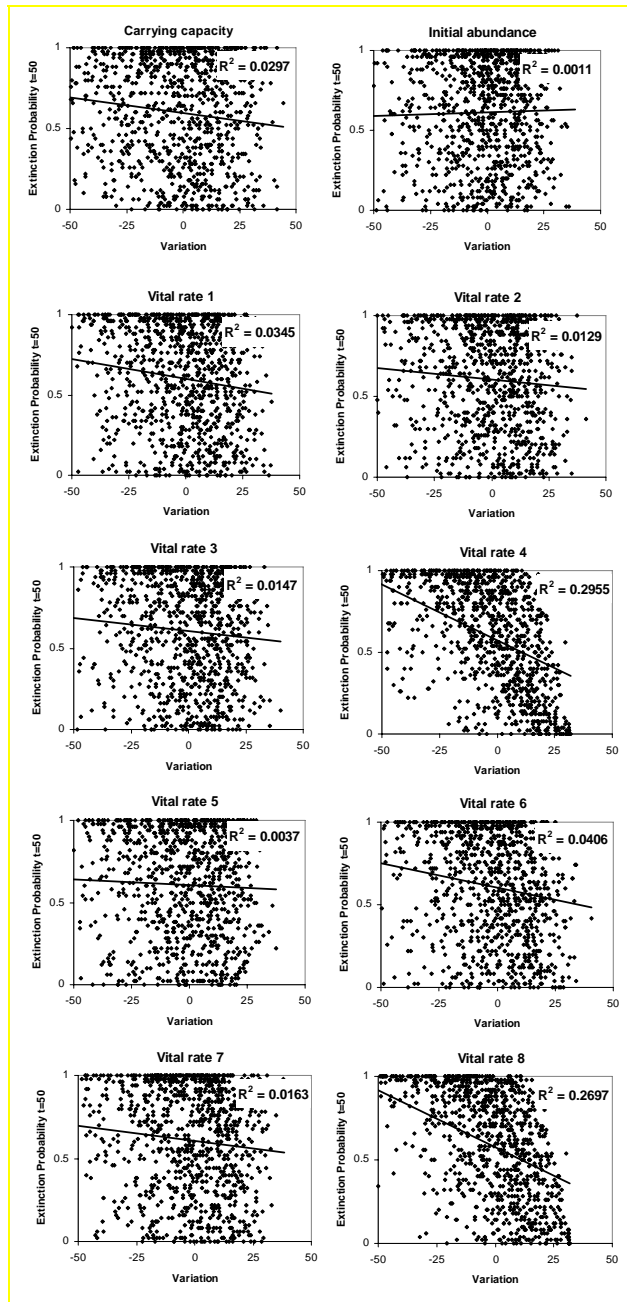 Carrying capacity
R² = 0.0297
Extinction Probability t=50
1
0.5
0
-50 -25 0 25 50
Variation
Initial abundance
R² = 0.0011
Extinction Probability t=50
1
0.5
0
-50 -25 0 25 50
Variation
Vital rate 1
R² = 0.0345
Extinction Probability t=50
1
0.5
0
-50 -25 0 25 50
Variation
Vital rate 2
R² = 0.0129
Extinction Probability t=50
1
0.5
0
-50 -25 0 25 50
Variation
Vital rate 3
R² = 0.0147
Extinction Probability t=50
1
0.5
0
-50 -25 0 25 50
Variation
Vital rate 4
R² = 0.2955
Extinction Probability t=50
1
0.5
0
-50 -25 0 25 50
Variation
Vital rate 5
R² = 0.0037
Extinction Probability t=50
1
0.5
0
-50 -25 0 25 50
Variation
Vital rate 6
R² = 0.0406
Extinction Probability t=50
1
0.5
0
-50 -25 0 25 50
Variation
Vital rate 7
R² = 0.0163
Extinction Probability t=50
1
0.5
0
-50 -25 0 25 50
Variation
Vital rate 8
R² = 0.2697
Extinction Probability t=50
1
0.5
0
-50 -25 0 25 50
Variation